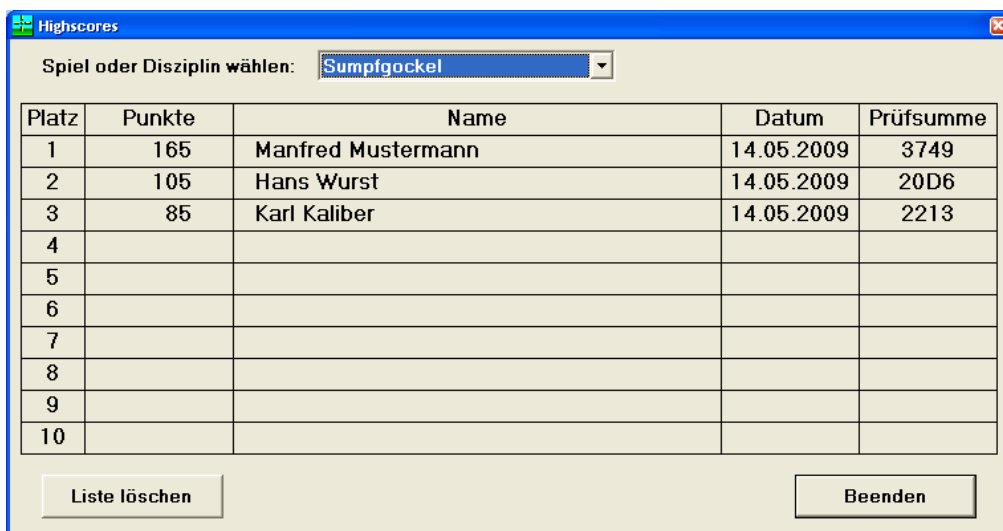 Highscores
Spiel oder Disziplin wählen: Sumpfgockel
Platz Punkte Name Datum Prüfsumme
1 165 Manfred Mustermann 14.05.2009 3749
2 105 Hans Wurst 14.05.2009 20D6
3 85 Karl Kaliber 14.05.2009 2213
4
5
6
7
8
9
10
Liste löschen Beenden